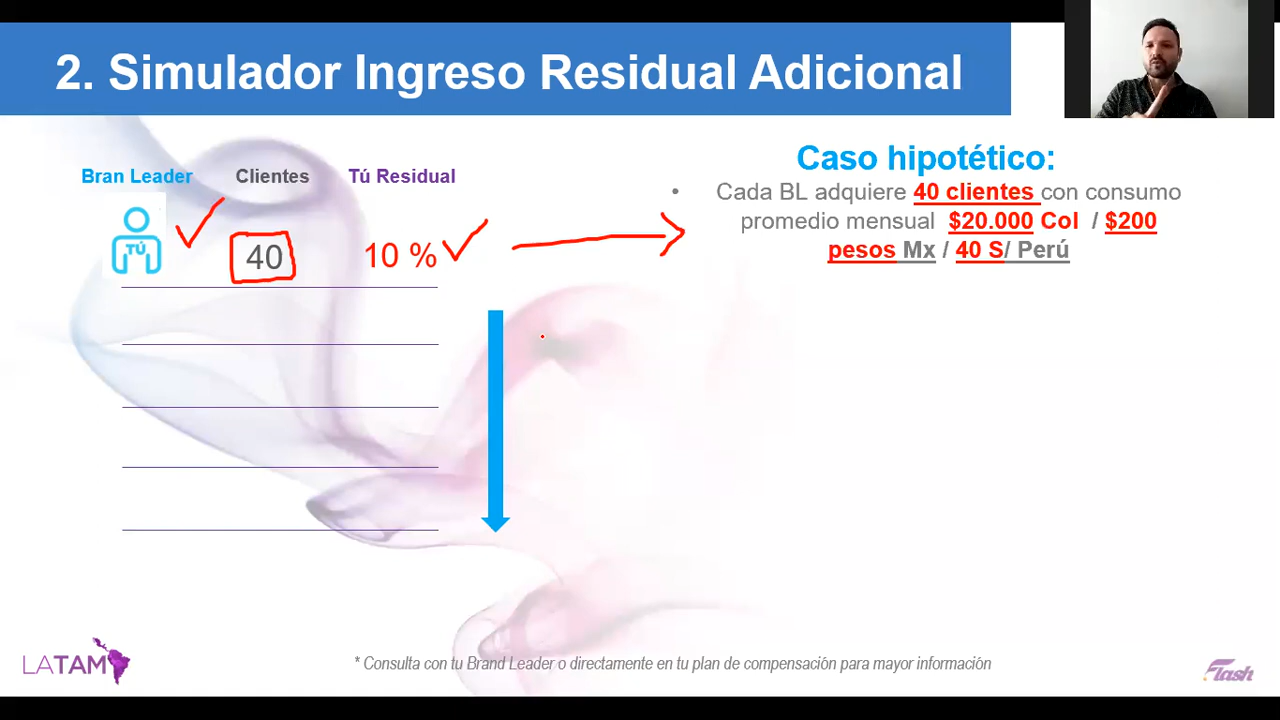 2. Simulador Ingreso Residual Adicional
Bran Leader Clientes Tú Residual
TÚ 40 10 %
Caso hipotético:
• Cada BL adquiere 40 clientes con consumo
promedio mensual $20.000 Col / $200
pesos Mx / 40 S/ Perú
LATAM
* Consulta con tu Brand Leader o directamente en tu plan de compensación para mayor información
Flash